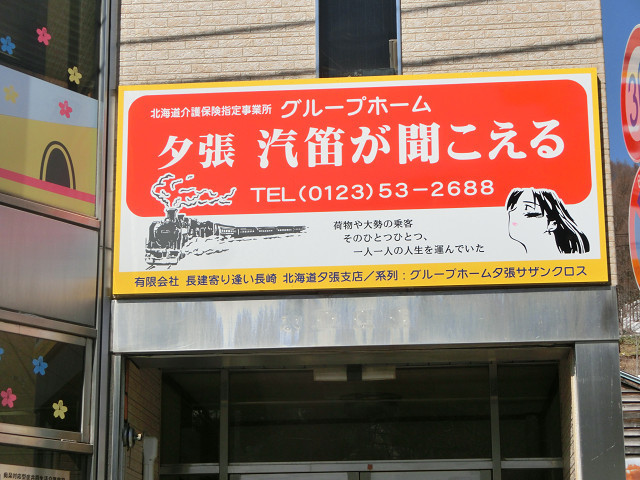 北海道介護保険指定事業所 グループホーム
夕張 汽笛が聞こえる
TEL(0123)53-2688
荷物や大勢の乗客
そのひとつひとつ、
一人一人の人生を運んでいた
有限会社 長建寄り逢い長崎 北海道夕張支店/系列:グループホーム夕張サザンクロス